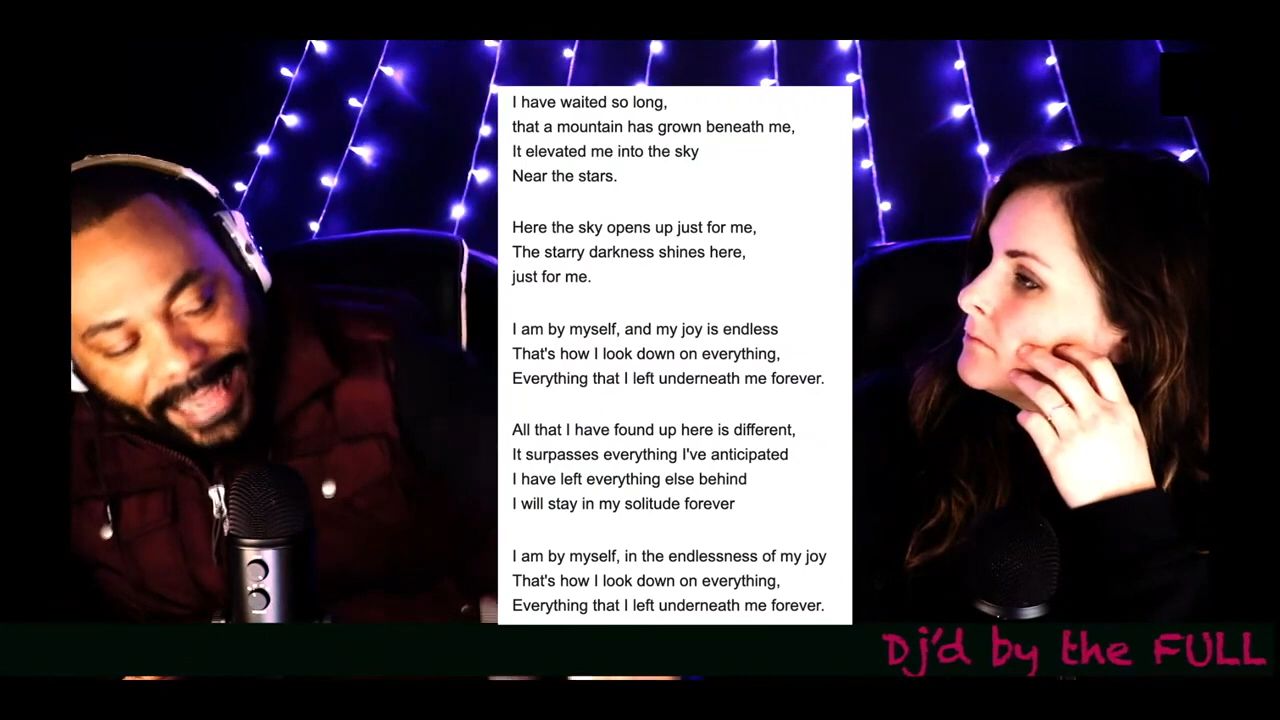 I have waited so long,
that a mountain has grown beneath me,
It elevated me into the sky
Near the stars.
Here the sky opens up just for me,
The starry darkness shines here,
just for me.
I am by myself, and my joy is endless
That's how I look down on everything,
Everything that I left underneath me forever.
All that I have found up here is different,
It surpasses everything I've anticipated
I have left everything else behind
I will stay in my solitude forever
I am by myself, in the endlessness of my joy
That's how I look down on everything,
Everything that I left underneath me forever.
Dj'd by the FULL